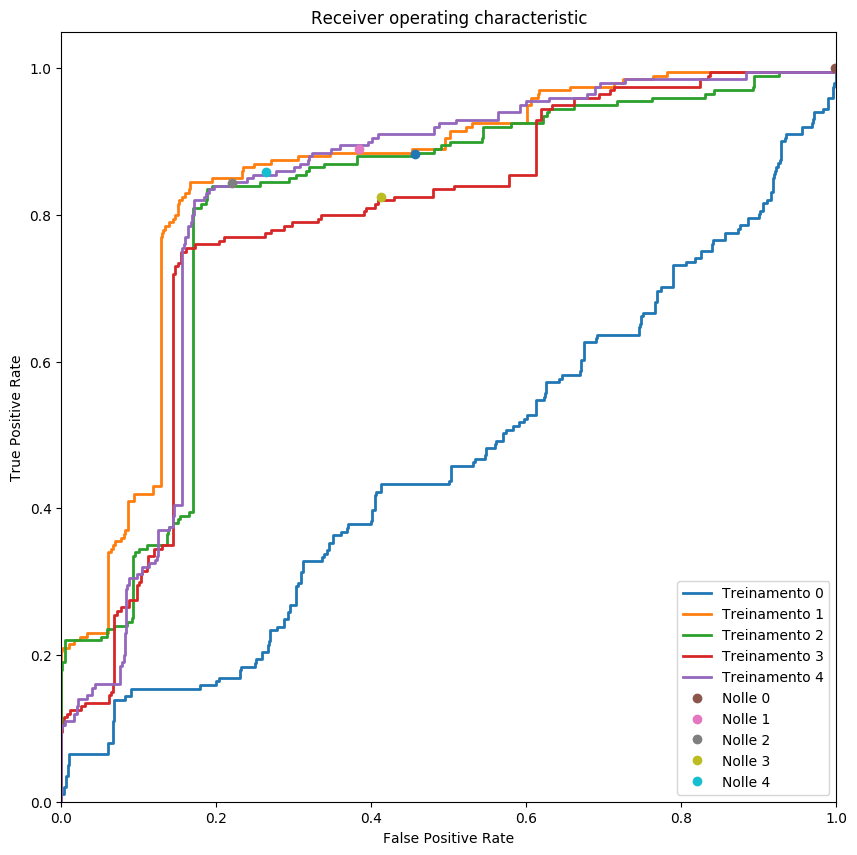 Receiver operating characteristic
True Positive Rate
1.0
0.8
0.6
0.4
0.2
0.0
0.0 0.2 0.4 0.6 0.8 1.0
False Positive Rate
Treinamento 0
Treinamento 1
Treinamento 2
Treinamento 3
Treinamento 4
Nolle 0
Nolle 1
Nolle 2
Nolle 3
Nolle 4